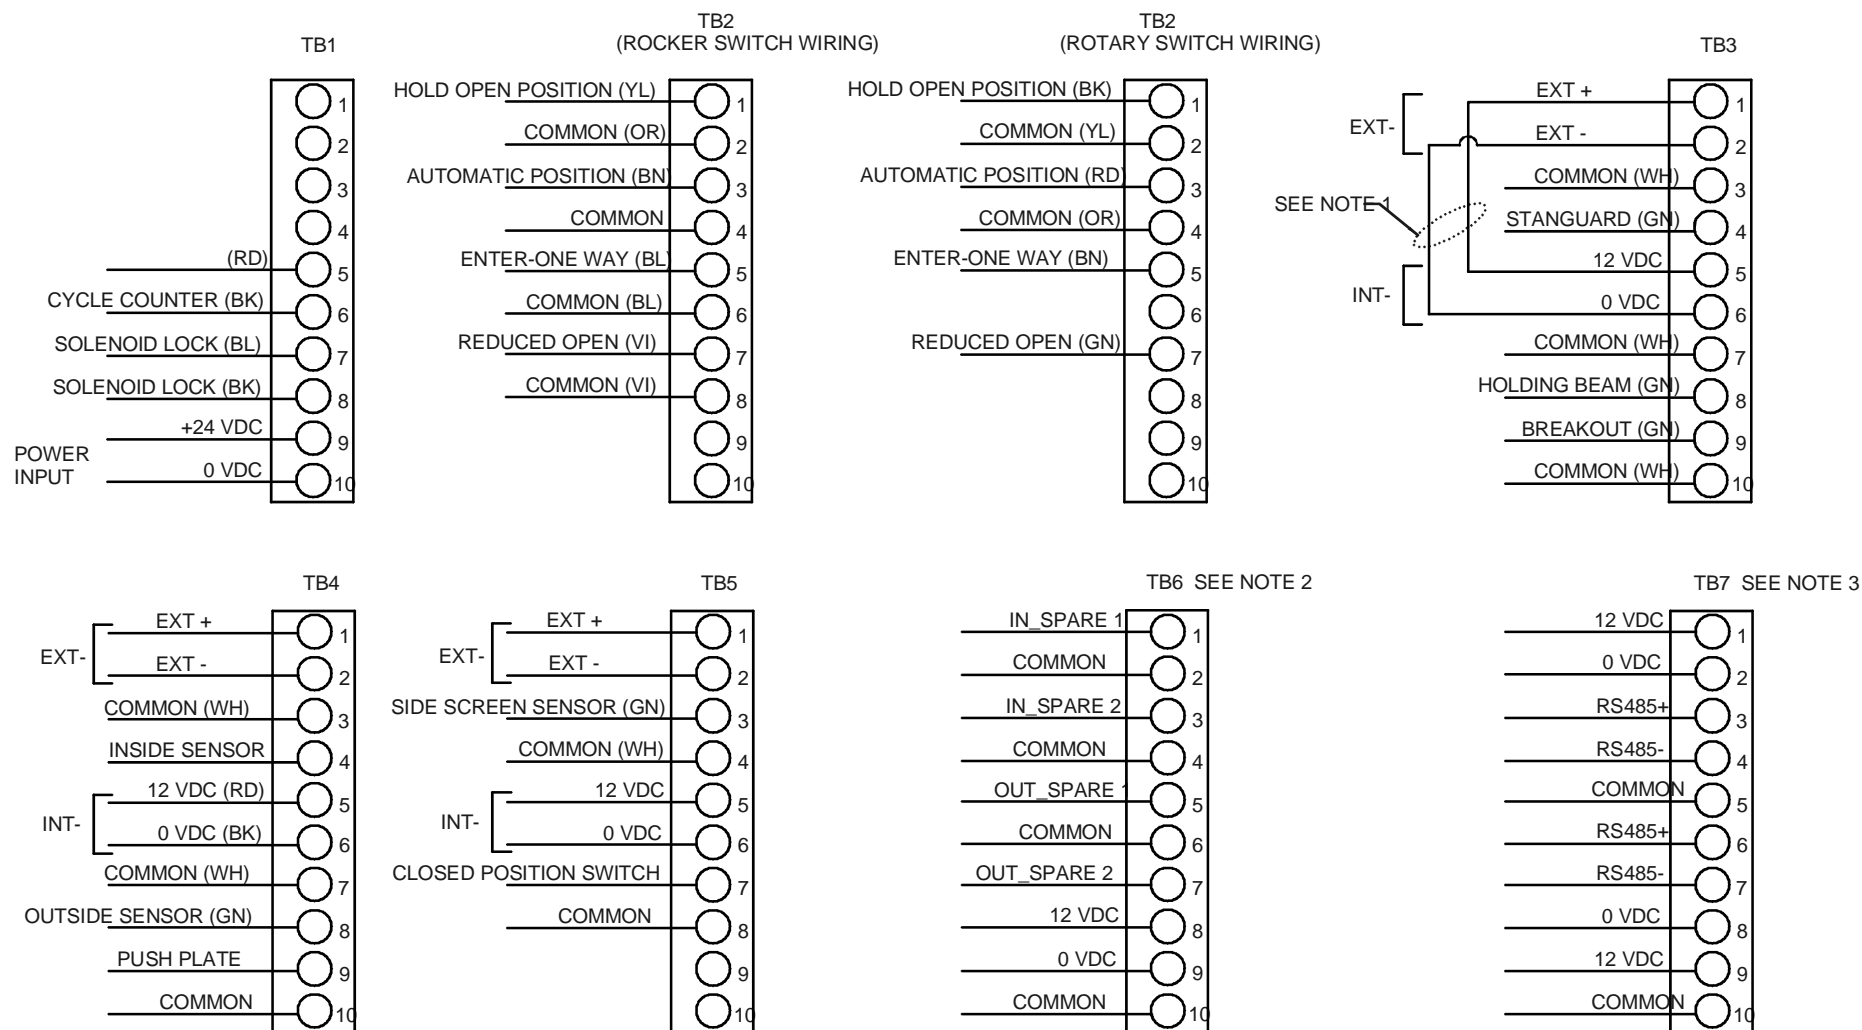 TB1
(RD)
CYCLE COUNTER (BK)
SOLENOID LOCK (BL)
SOLENOID LOCK (BK)
+24 VDC
0 VDC
POWER
INPUT
1
2
3
4
5
6
7
8
9
10
TB2
(ROCKER SWITCH WIRING)
HOLD OPEN POSITION (YL)
COMMON (OR)
AUTOMATIC POSITION (BN)
COMMON
ENTER-ONE WAY (BL)
COMMON (BL)
REDUCED OPEN (VI)
COMMON (VI)
1
2
3
4
5
6
7
8
9
10
TB2
(ROTARY SWITCH WIRING)
HOLD OPEN POSITION (BK)
COMMON (YL)
AUTOMATIC POSITION (RD)
COMMON (OR)
ENTER-ONE WAY (BN)
REDUCED OPEN (GN)
1
2
3
4
5
6
7
8
9
10
TB3
EXT-
SEE NOTE 1
INT-
EXT +
EXT -
COMMON (WH)
STANGUARD (GN)
12 VDC
0 VDC
COMMON (WH)
HOLDING BEAM (GN)
BREAKOUT (GN)
COMMON (WH)
1
2
3
4
5
6
7
8
9
10
TB4
EXT-
INT-
EXT +
EXT -
COMMON (WH)
INSIDE SENSOR
12 VDC (RD)
0 VDC (BK)
COMMON (WH)
OUTSIDE SENSOR (GN)
PUSH PLATE
COMMON
1
2
3
4
5
6
7
8
9
10
TB5
EXT-
INT-
EXT +
EXT -
SIDE SCREEN SENSOR (GN)
COMMON (WH)
12 VDC
0 VDC
CLOSED POSITION SWITCH
COMMON
1
2
3
4
5
6
7
8
9
10
TB6 SEE NOTE 2
IN_SPARE 1
COMMON
IN_SPARE 2
COMMON
OUT_SPARE 1
COMMON
OUT_SPARE 2
12 VDC
0 VDC
COMMON
1
2
3
4
5
6
7
8
9
10
TB7 SEE NOTE 3
12 VDC
0 VDC
RS485+
RS485-
COMMON
RS485+
RS485-
0 VDC
12 VDC
COMMON
1
2
3
4
5
6
7
8
9
10